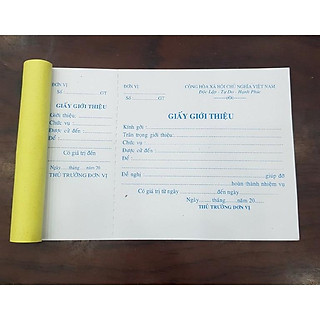 ĐƠN VỊ
Số ..................GT
GIẤY GIỚI THIỆU
Giới thiệu:
Chức vụ :
Được cử đến:
Để :
Có giá trị đến
Ngày........tháng........năm 20
THỦ TRƯỞNG ĐƠN VỊ
ĐƠN VỊ
Số ..................GT
CỘNG HÒA XÃ HỘI CHỦ NGHĨA VIỆT NAM
Độc Lập - Tự Do - Hạnh Phúc
GIẤY GIỚI THIỆU
Kính gởi :
Trân trọng giới thiệu:
Chức vụ :
Được cử đến:
Để :
Đề nghị ........................giúp đỡ
........................hoàn thành nhiệm vụ
Có giá trị từ ngày ........................đến ngày........................
Ngày........tháng........năm 20......
THỦ TRƯỞNG ĐƠN VỊ